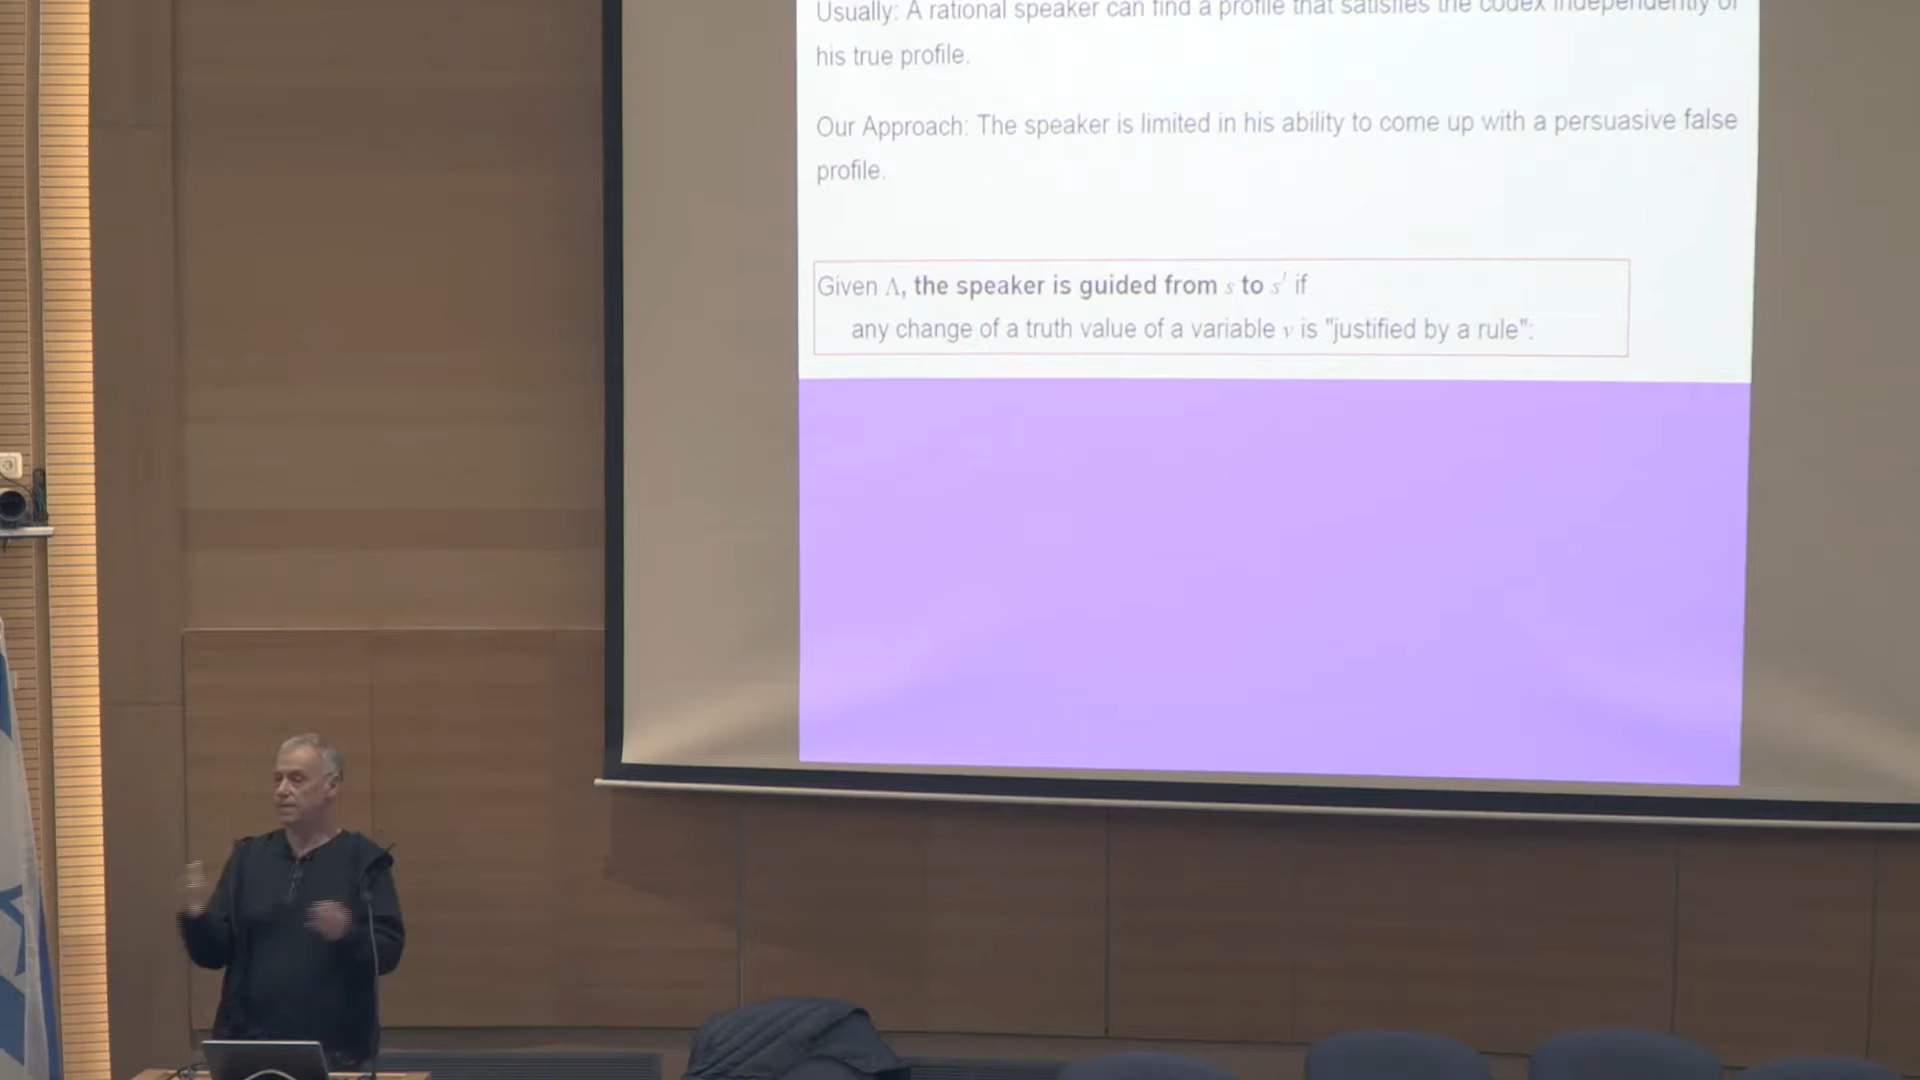 Usually: A rational speaker can find a profile that satisfies the codex independently of
his true profile.
Our Approach: The speaker is limited in his ability to come up with a persuasive false
profile.
Given Λ, the speaker is guided from s to s' if
any change of a truth value of a variable v is "justified by a rule":